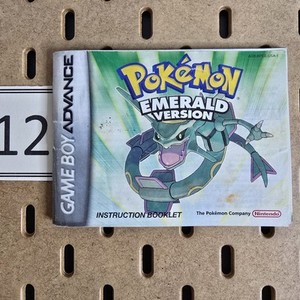 12
GAME BOY ADVANCE
POKéMON
EMERALD
VERSION
INSTRUCTION BOOKLET
The Pokémon Company
Nintendo